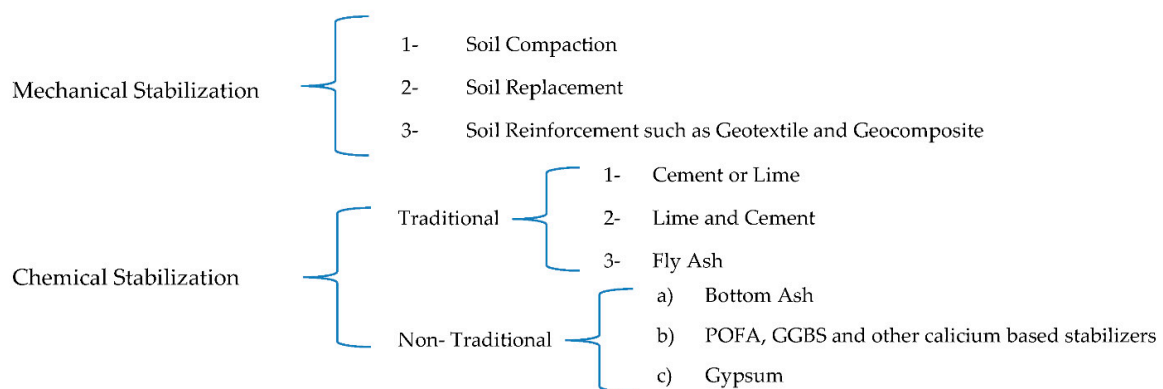 Mechanical Stabilization
1- Soil Compaction
2- Soil Replacement
3- Soil Reinforcement such as Geotextile and Geocomposite
Chemical Stabilization
Traditional
1- Cement or Lime
2- Lime and Cement
3- Fly Ash
Non- Traditional
a) Bottom Ash
b) POFA, GGBS and other calicium based stabilizers
c) Gypsum